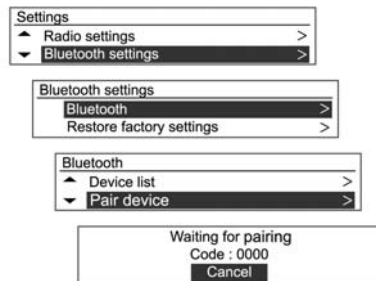 Settings
Radio settings >
Bluetooth settings >
Bluetooth settings
Bluetooth >
Restore factory settings >
Bluetooth
Device list >
Pair device >
Waiting for pairing
Code : 0000
Cancel